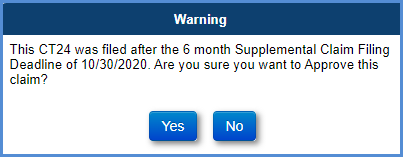 Warning
This CT24 was filed after the 6 month Supplemental Claim Filing
Deadline of 10/30/2020. Are you sure you want to Approve this
claim?
Yes No